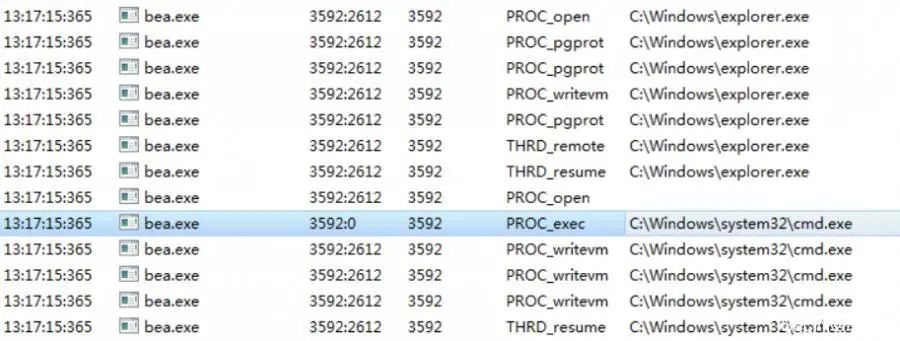 13:17:15:365 bea.exe 3592:2612 3592 PROC_open C:\Windows\explorer.exe
13:17:15:365 bea.exe 3592:2612 3592 PROC_pgprot C:\Windows\explorer.exe
13:17:15:365 bea.exe 3592:2612 3592 PROC_pgprot C:\Windows\explorer.exe
13:17:15:365 bea.exe 3592:2612 3592 PROC_writevm C:\Windows\explorer.exe
13:17:15:365 bea.exe 3592:2612 3592 PROC_pgprot C:\Windows\explorer.exe
13:17:15:365 bea.exe 3592:2612 3592 THRD_remote C:\Windows\explorer.exe
13:17:15:365 bea.exe 3592:2612 3592 THRD_resume C:\Windows\explorer.exe
13:17:15:365 bea.exe 3592:2612 3592 PROC_open
13:17:15:365 bea.exe 3592:0 3592 PROC_exec C:\Windows\system32\cmd.exe
13:17:15:365 bea.exe 3592:2612 3592 PROC_writevm C:\Windows\system32\cmd.exe
13:17:15:365 bea.exe 3592:2612 3592 PROC_writevm C:\Windows\system32\cmd.exe
13:17:15:365 bea.exe 3592:2612 3592 PROC_writevm C:\Windows\system32\cmd.exe
13:17:15:365 bea.exe 3592:2612 3592 THRD_resume C:\Windows\system32\cmd.exe